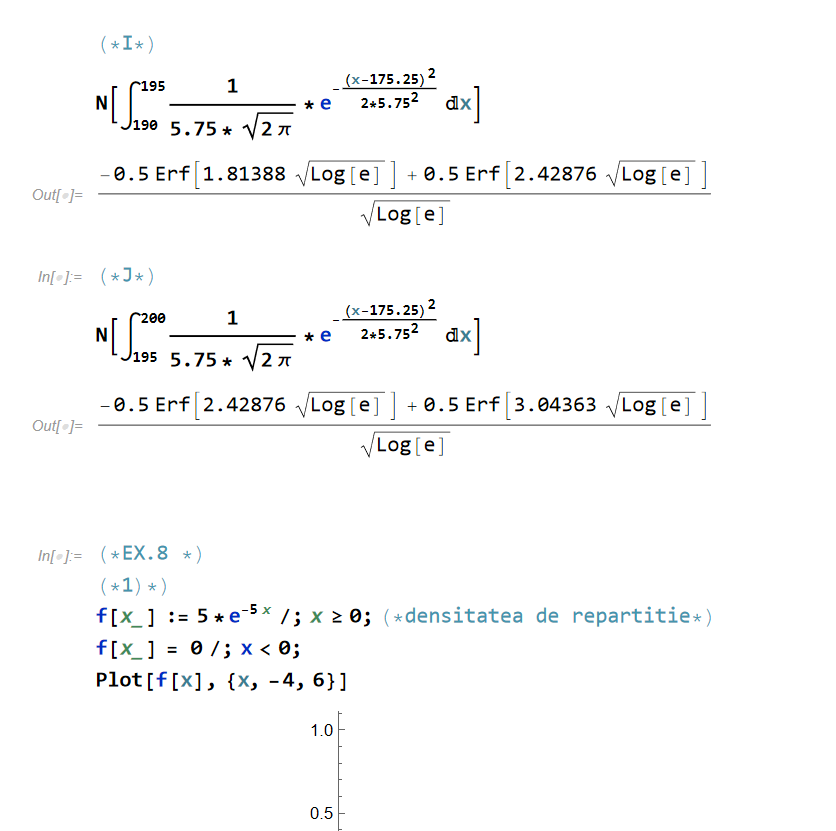 (*I*)
N[∫_190^195 1/(5.75*√(2 π)) * e^(-(x-175.25)^2/(2*5.75^2)) ⅆx]
Out[◦]= (-0.5 Erf[1.81388 √Log[e]] + 0.5 Erf[2.42876 √Log[e]])/√Log[e]
In[◦]:= (*J*)
N[∫_195^200 1/(5.75*√(2 π)) * e^(-(x-175.25)^2/(2*5.75^2)) ⅆx]
Out[◦]= (-0.5 Erf[2.42876 √Log[e]] + 0.5 Erf[3.04363 √Log[e]])/√Log[e]
In[◦]:= (*EX.8 *)
(*1)*)
f[x_] := 5*e^(-5 x) /; x ≥ 0; (*densitatea de repartitie*)
f[x_] = 0 /; x < 0;
Plot[f[x], {x, -4, 6}]
1.0
0.5